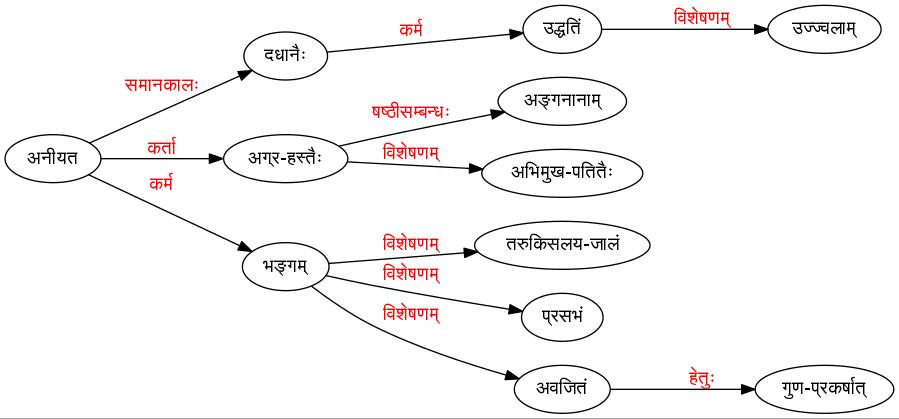 अनीयत
समानकालः
कर्ता
कर्म
दधानैः
कर्म
उद्धतिं
विशेषणम्
उज्ज्वलाम्
अग्र-हस्तैः
षष्ठीसम्बन्धः
अङ्गनानाम्
विशेषणम्
अभिमुख-पतितैः
भङ्गम्
विशेषणम्
तरुकिसलय-जालं
विशेषणम्
प्रसभं
विशेषणम्
अवजितं
हेतुः
गुण-प्रकर्षात्